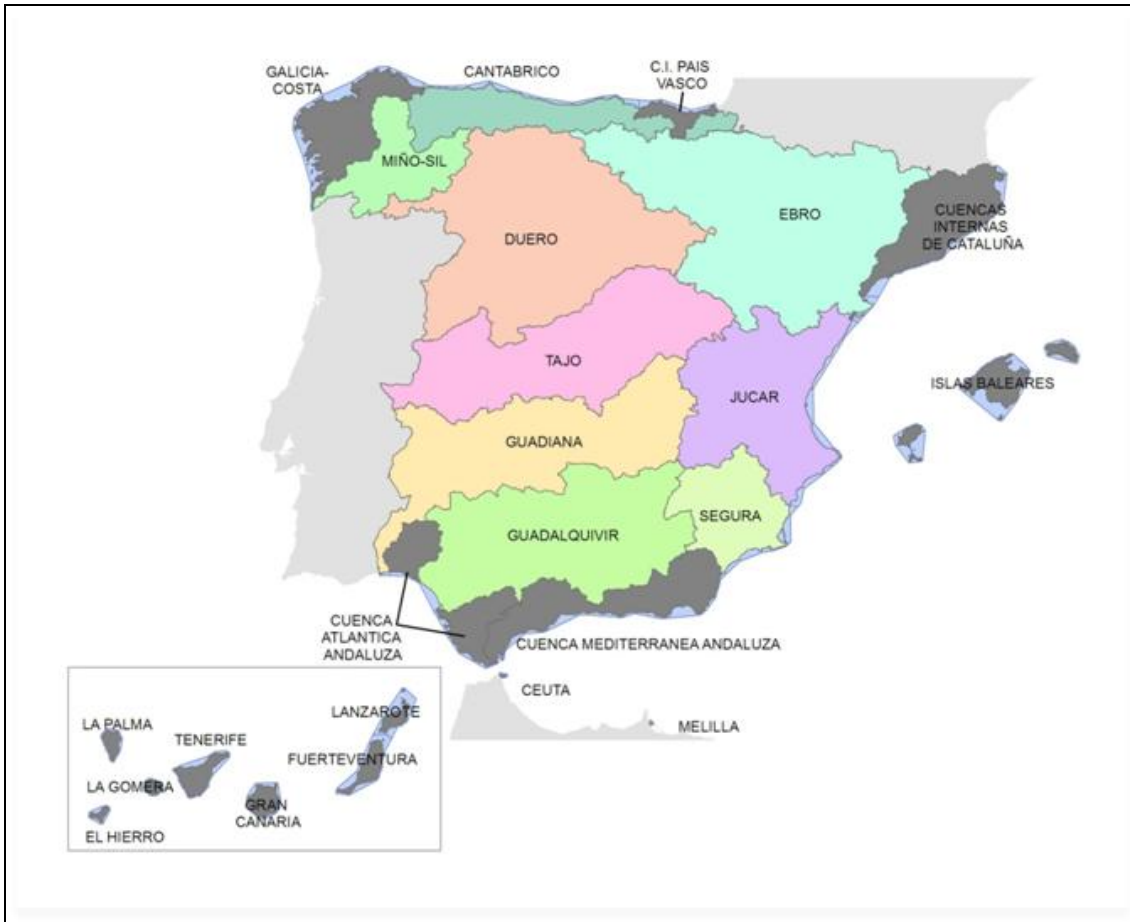 GALICIA-
COSTA
CANTABRICO
C.I. PAIS
VASCO
MIÑO-SIL
DUERO
EBRO
CUENCAS
INTERNAS
DE CATALUÑA
TAJO
JUCAR
ISLAS BALEARES
GUADIANA
SEGURA
GUADALQUIVIR
CUENCA
ATLANTICA
ANDALUZA
CUENCA MEDITERRANEA ANDALUZA
CEUTA
MELILLA
LANZAROTE
LA PALMA
TENERIFE
FUERTEVENTURA
LA GOMERA
GRAN
CANARIA
EL HIERRO